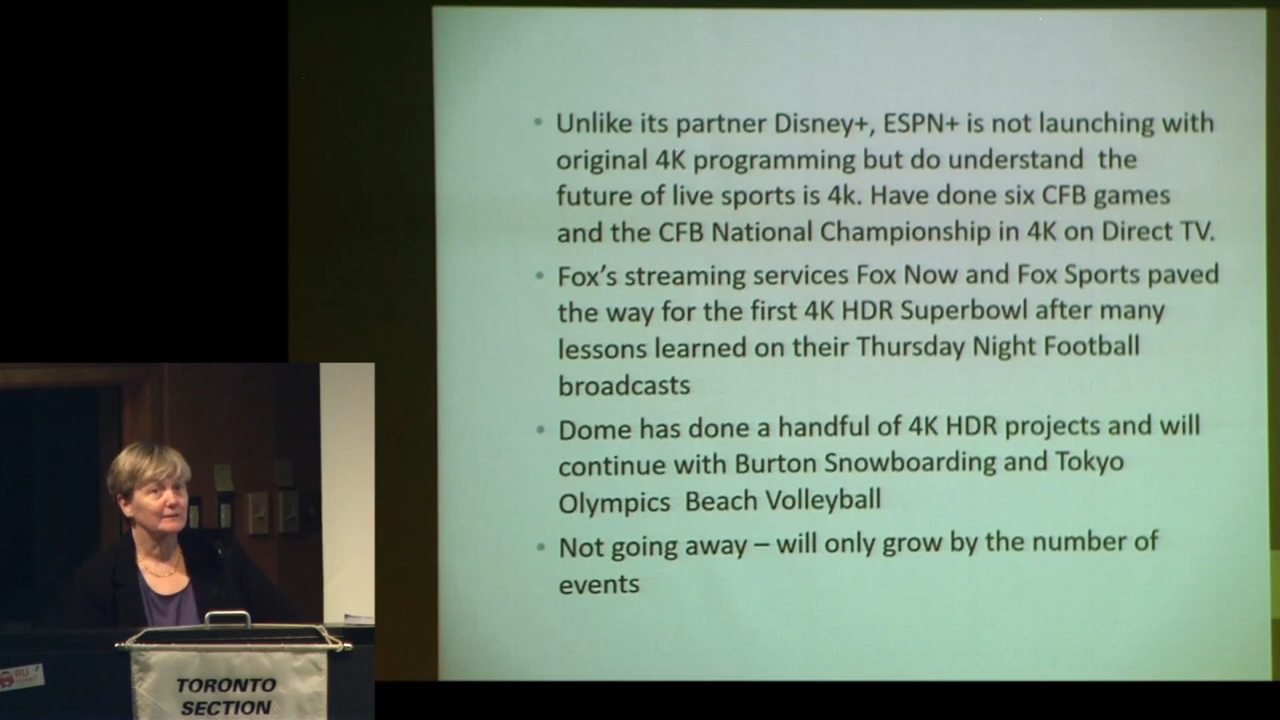 • Unlike its partner Disney+, ESPN+ is not launching with
original 4K programming but do understand the
future of live sports is 4k. Have done six CFB games
and the CFB National Championship in 4K on Direct TV.
• Fox's streaming services Fox Now and Fox Sports paved
the way for the first 4K HDR Superbowl after many
lessons learned on their Thursday Night Football
broadcasts
• Dome has done a handful of 4K HDR projects and will
continue with Burton Snowboarding and Tokyo
Olympics Beach Volleyball
• Not going away – will only grow by the number of
events
TORONTO
SECTION
RU